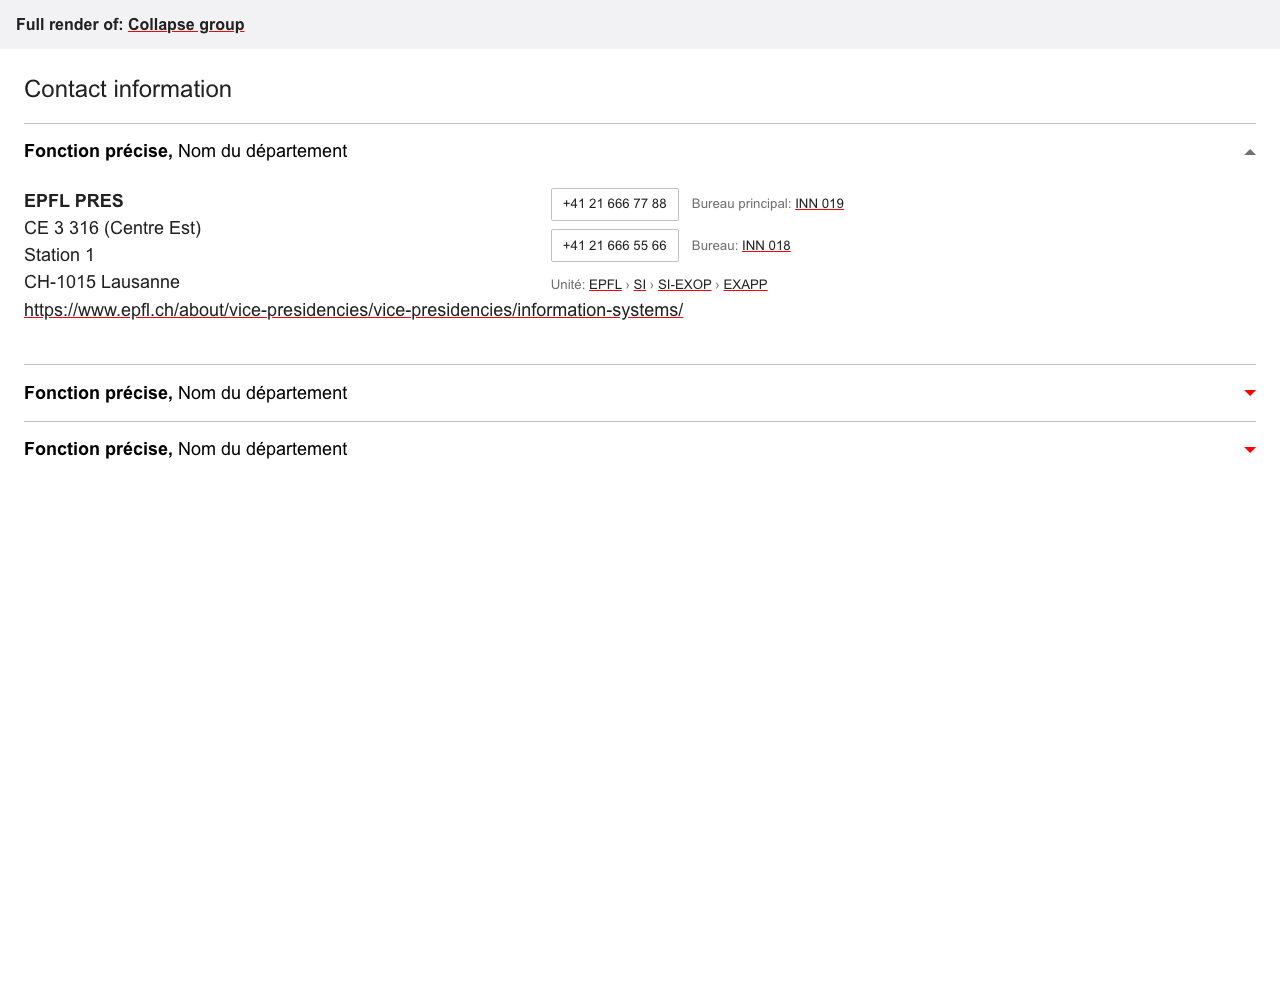 Full render of: Collapse group
Contact information
Fonction précise, Nom du département
EPFL PRES
CE 3 316 (Centre Est)
Station 1
CH-1015 Lausanne
https://www.epfl.ch/about/vice-presidencies/vice-presidencies/information-systems/
+41 21 666 77 88 Bureau principal: INN 019
+41 21 666 55 66 Bureau: INN 018
Unité: EPFL › SI › SI-EXOP › EXAPP
Fonction précise, Nom du département
Fonction précise, Nom du département